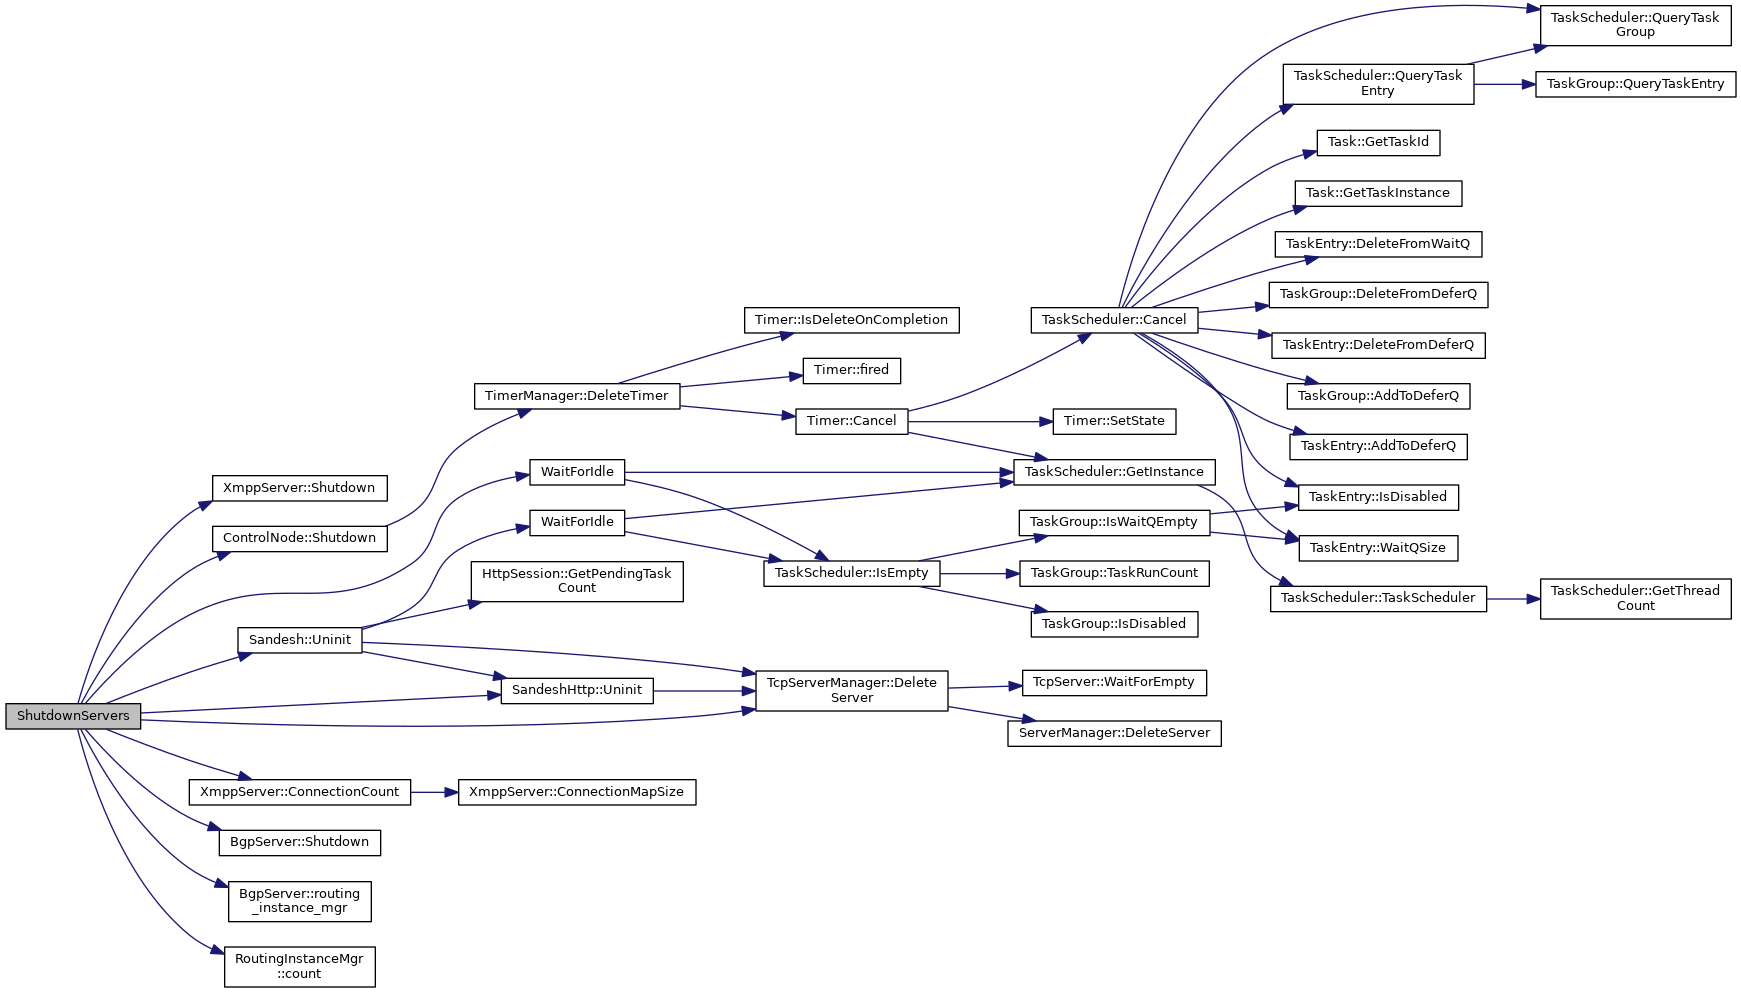 TaskScheduler::QueryTask
Group
TaskScheduler::QueryTask
Entry
TaskGroup::QueryTaskEntry
Task::GetTaskId
Task::GetTaskInstance
TaskEntry::DeleteFromWaitQ
TaskGroup::DeleteFromDeferQ
Timer::IsDeleteOnCompletion
TaskScheduler::Cancel
TaskEntry::DeleteFromDeferQ
Timer::fired
TimerManager::DeleteTimer
TaskGroup::AddToDeferQ
Timer::Cancel
Timer::SetState
TaskEntry::AddToDeferQ
WaitForIdle
TaskScheduler::GetInstance
XmppServer::Shutdown
TaskEntry::IsDisabled
WaitForIdle
TaskGroup::IsWaitQEmpty
ControlNode::Shutdown
TaskEntry::WaitQSize
HttpSession::GetPendingTask
Count
TaskScheduler::IsEmpty
TaskGroup::TaskRunCount
TaskScheduler::TaskScheduler
TaskScheduler::GetThread
Count
TaskGroup::IsDisabled
Sandesh::Uninit
SandeshHttp::Uninit
TcpServerManager::Delete
Server
TcpServer::WaitForEmpty
ShutdownServers
ServerManager::DeleteServer
XmppServer::ConnectionCount
XmppServer::ConnectionMapSize
BgpServer::Shutdown
BgpServer::routing
_instance_mgr
RoutingInstanceMgr
::count